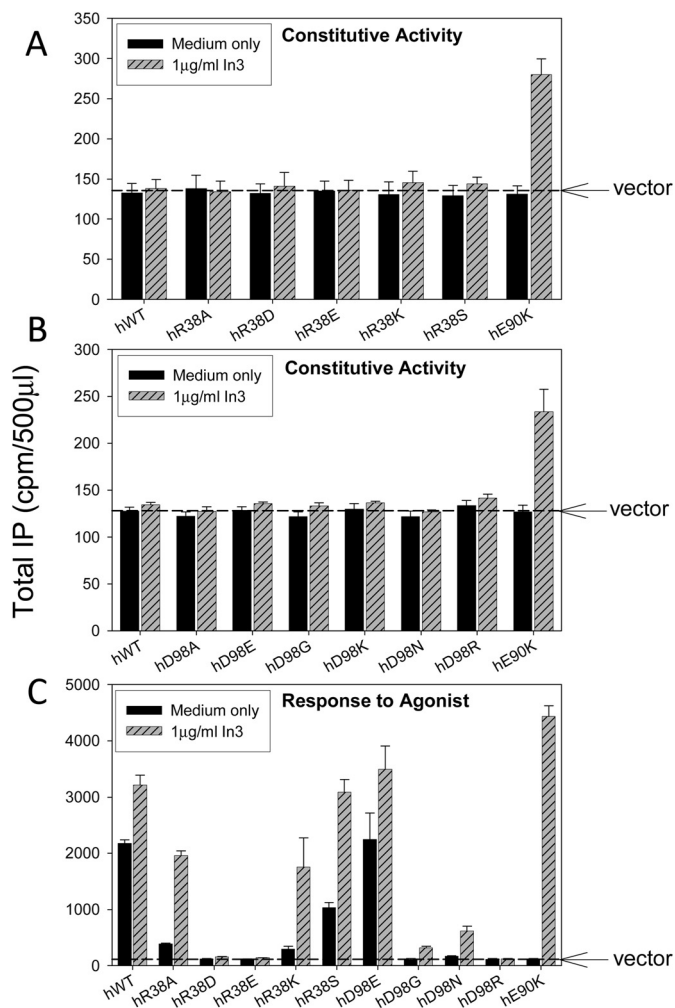 A
Constitutive Activity
Medium only
1μg/ml In3
350
300
250
200
150
100
50
0
vector
hWT hR38A hR38D hR38E hR38K hR38S hE90K
B
Constitutive Activity
Medium only
1μg/ml In3
300
250
200
150
100
50
0
vector
hWT hD98A hD98E hD98G hD98K hD98N hD98R hE90K
Total IP (cpm/500μl)
C
Response to Agonist
Medium only
1μg/ml In3
5000
4000
3000
2000
1000
0
vector
hWT hR38A hR38D hR38E hR38K hR38S hD98E hD98G hD98N hD98R hE90K